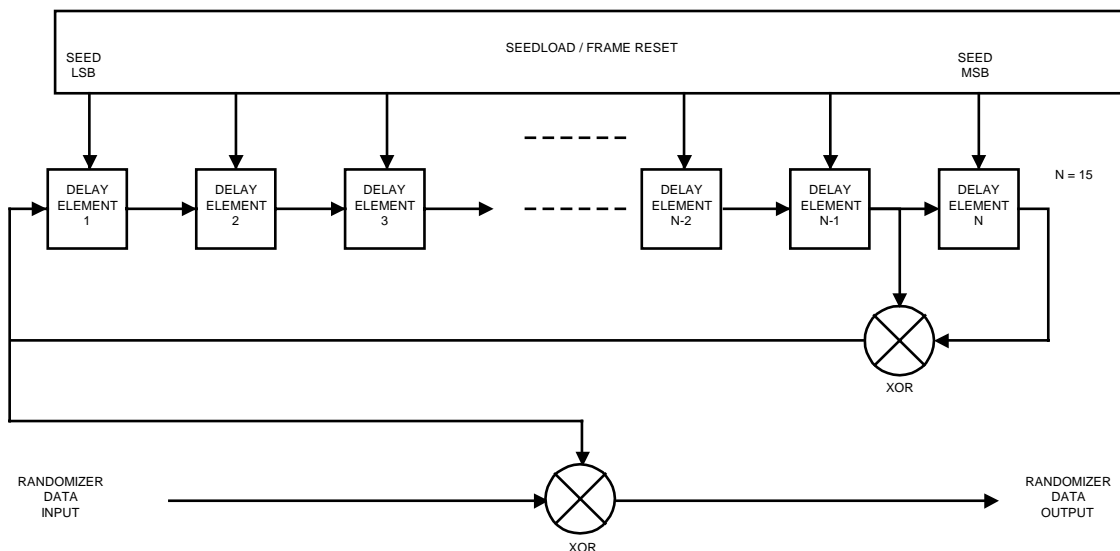 SEEDLOAD / FRAME RESET
SEED
LSB
SEED
MSB
DELAY
ELEMENT
1
DELAY
ELEMENT
2
DELAY
ELEMENT
3
DELAY
ELEMENT
N-2
DELAY
ELEMENT
N-1
DELAY
ELEMENT
N
N = 15
XOR
RANDOMIZER
DATA
INPUT
XOR
RANDOMIZER
DATA
OUTPUT